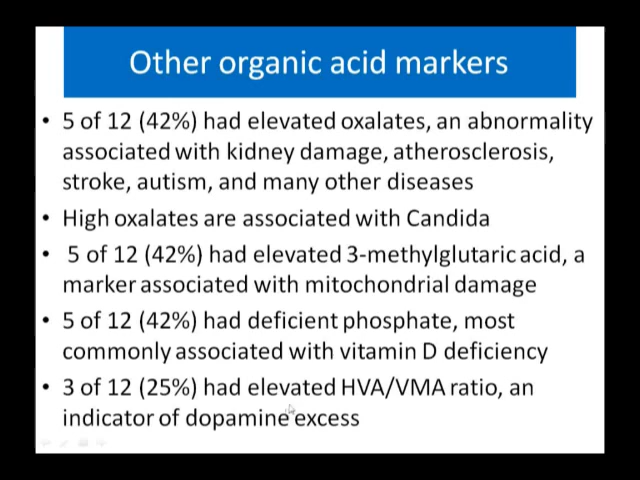 Other organic acid markers
• 5 of 12 (42%) had elevated oxalates, an abnormality
associated with kidney damage, atherosclerosis,
stroke, autism, and many other diseases
• High oxalates are associated with Candida
• 5 of 12 (42%) had elevated 3-methylglutaric acid, a
marker associated with mitochondrial damage
• 5 of 12 (42%) had deficient phosphate, most
commonly associated with vitamin D deficiency
• 3 of 12 (25%) had elevated HVA/VMA ratio, an
indicator of dopamine excess